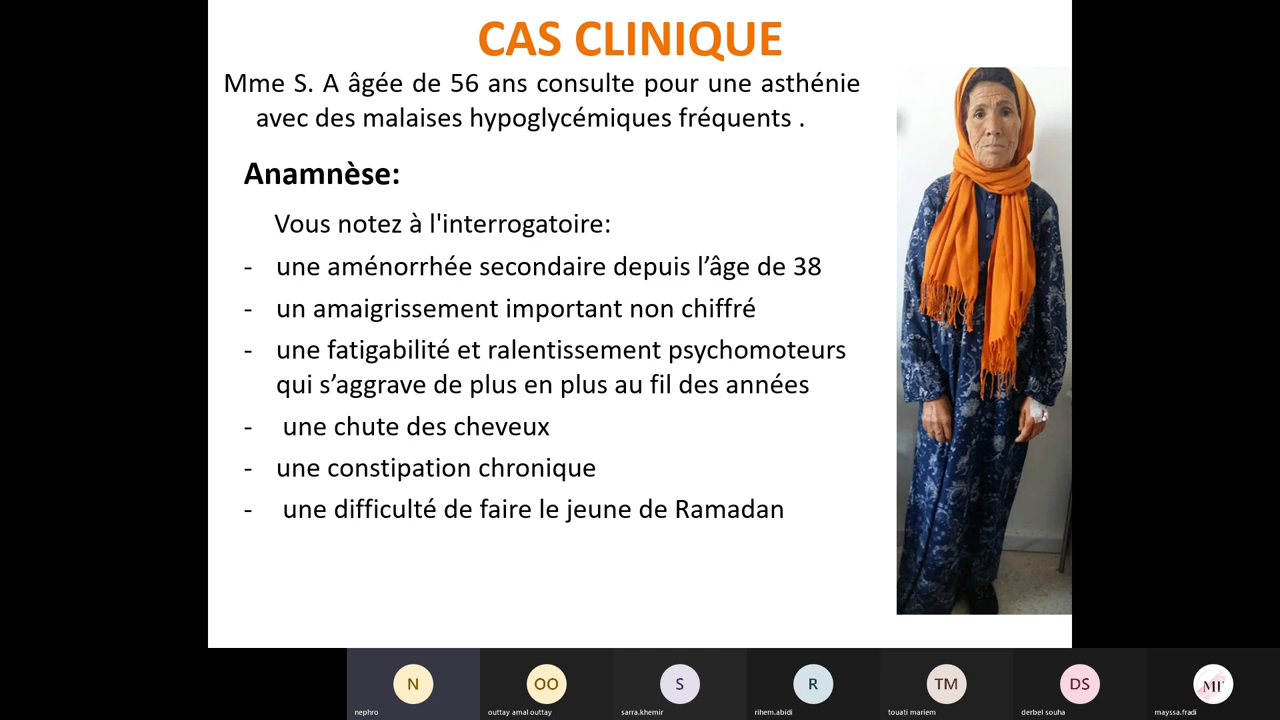 CAS CLINIQUE
Mme S. A âgée de 56 ans consulte pour une asthénie
avec des malaises hypoglycémiques fréquents .
Anamnèse:
Vous notez à l'interrogatoire:
- une aménorrhée secondaire depuis l’âge de 38
- un amaigrissement important non chiffré
- une fatigabilité et ralentissement psychomoteurs
qui s’aggrave de plus en plus au fil des années
- une chute des cheveux
- une constipation chronique
- une difficulté de faire le jeune de Ramadan
N
OO
S
R
TM
DS
MF
nephro
outtay amal outtay
sarra.khemir
rihem.abidi
touati mariem
derbel souha
mayssa.fradi